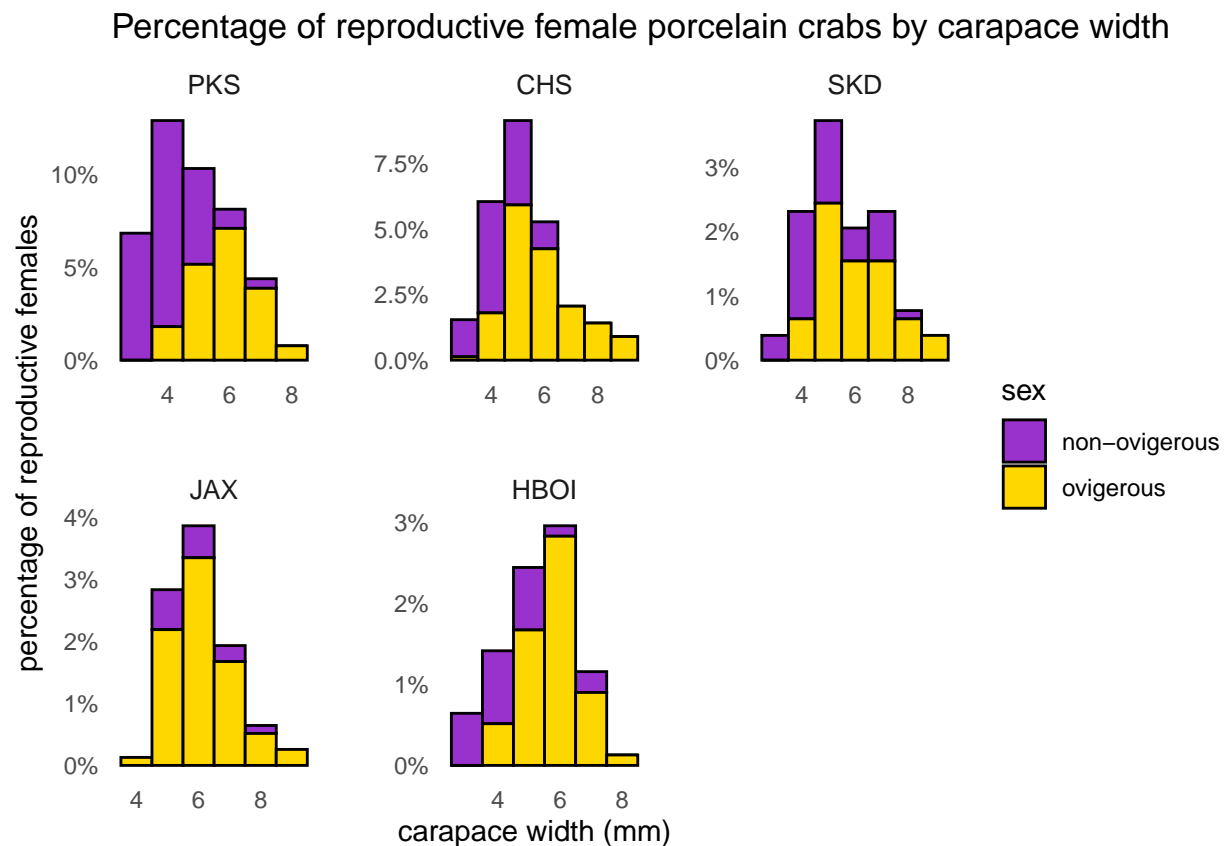 Percentage of reproductive female porcelain crabs by carapace width
PKS
CHS
SKD
10%
5%
0%
4 6 8
7.5%
5.0%
2.5%
0.0%
4 6 8
3%
2%
1%
0%
4 6 8
percentage of reproductive females
JAX
HBOI
4%
3%
2%
1%
0%
4 6 8
3%
2%
1%
0%
4 6 8
carapace width (mm)
sex
non−ovigerous
ovigerous